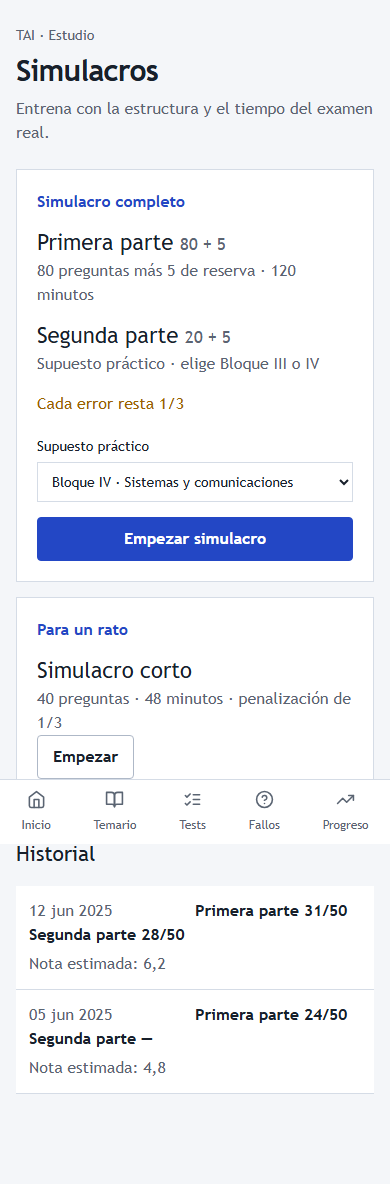 TAI · Estudio
Simulacros
Entrena con la estructura y el tiempo del examen
real.
Simulacro completo
Primera parte 80 + 5
80 preguntas más 5 de reserva · 120
minutos
Segunda parte 20 + 5
Supuesto práctico · elige Bloque III o IV
Cada error resta 1/3
Supuesto práctico
Bloque IV · Sistemas y comunicaciones
Empezar simulacro
Para un rato
Simulacro corto
40 preguntas · 48 minutos · penalización de
1/3
Empezar
Inicio Temario Tests Fallos Progreso
Historial
12 jun 2025 Primera parte 31/50
Segunda parte 28/50
Nota estimada: 6,2
05 jun 2025 Primera parte 24/50
Segunda parte —
Nota estimada: 4,8